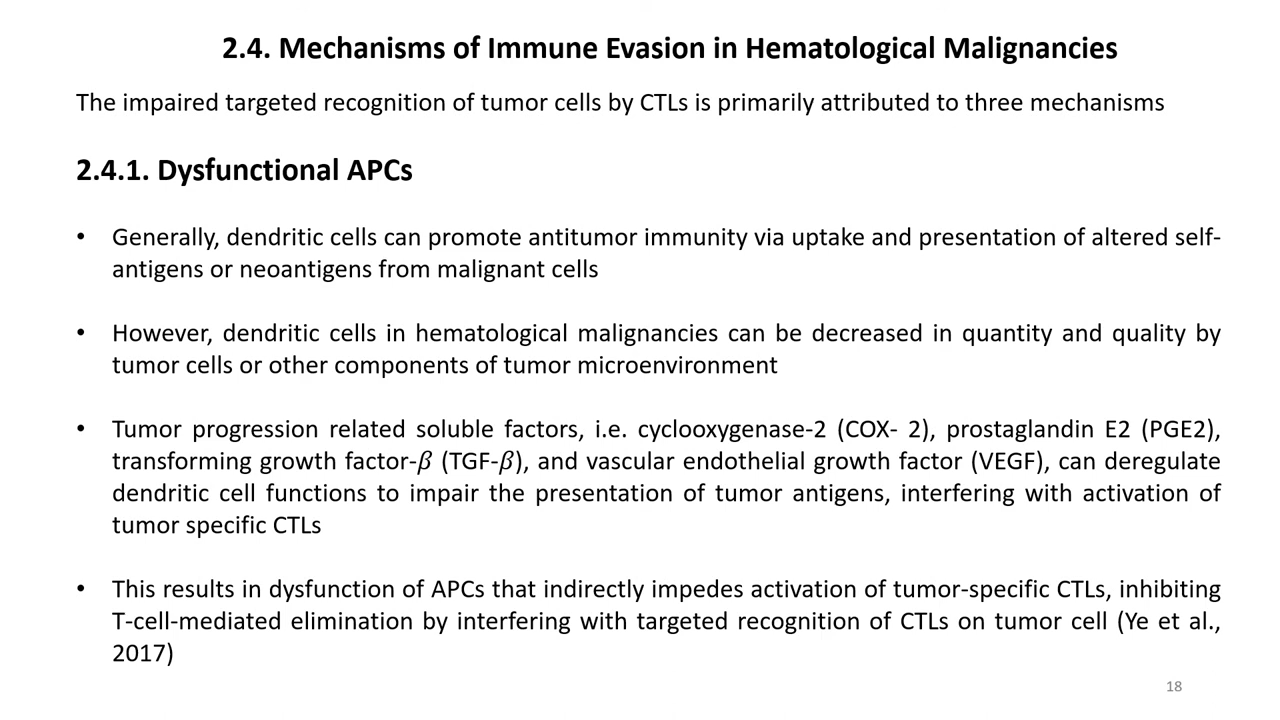 2.4. Mechanisms of Immune Evasion in Hematological Malignancies
The impaired targeted recognition of tumor cells by CTLs is primarily attributed to three mechanisms
2.4.1. Dysfunctional APCs
• Generally, dendritic cells can promote antitumor immunity via uptake and presentation of altered self-
antigens or neoantigens from malignant cells
• However, dendritic cells in hematological malignancies can be decreased in quantity and quality by
tumor cells or other components of tumor microenvironment
• Tumor progression related soluble factors, i.e. cyclooxygenase-2 (COX- 2), prostaglandin E2 (PGE2),
transforming growth factor-β (TGF-β), and vascular endothelial growth factor (VEGF), can deregulate
dendritic cell functions to impair the presentation of tumor antigens, interfering with activation of
tumor specific CTLs
• This results in dysfunction of APCs that indirectly impedes activation of tumor-specific CTLs, inhibiting
T-cell-mediated elimination by interfering with targeted recognition of CTLs on tumor cell (Ye et al.,
2017)
18